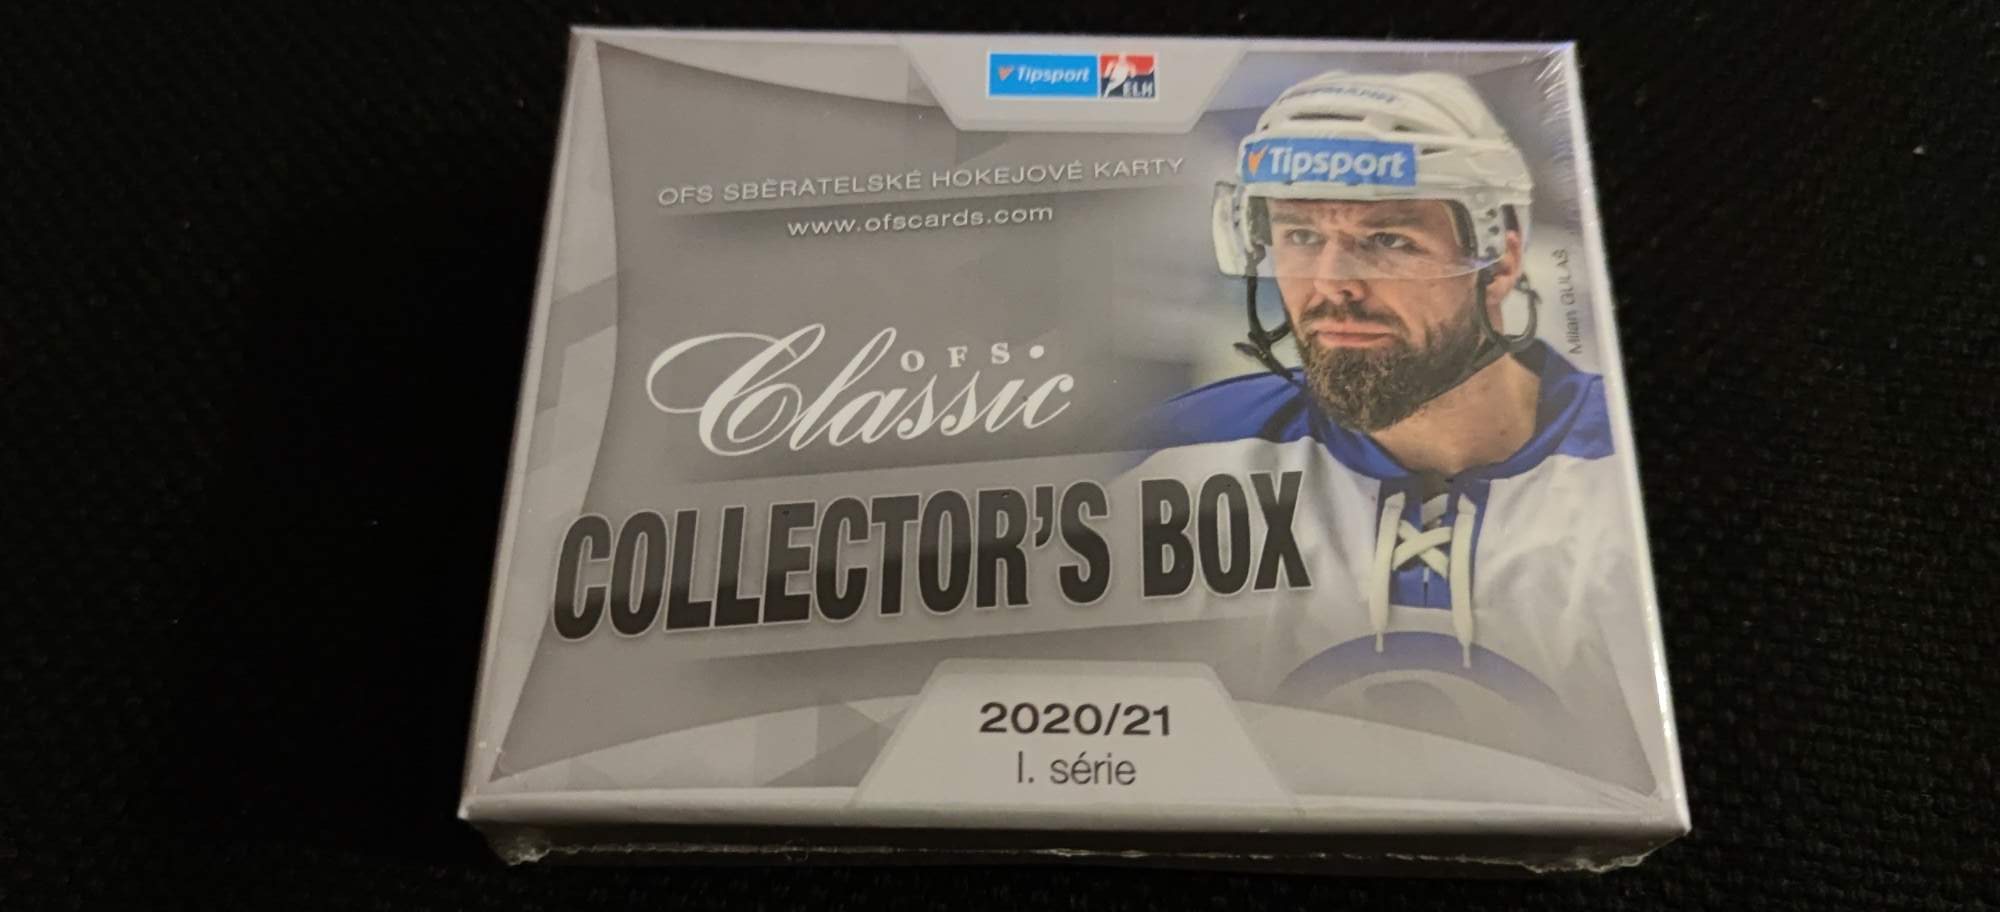 Tipsport ELH
OFS SBĚRATELSKÉ HOKEJOVÉ KARTY
www.ofscards.com
Tipsport
Milan GULAŠ
OFS
Classic
COLLECTOR'S BOX
2020/21
I. série